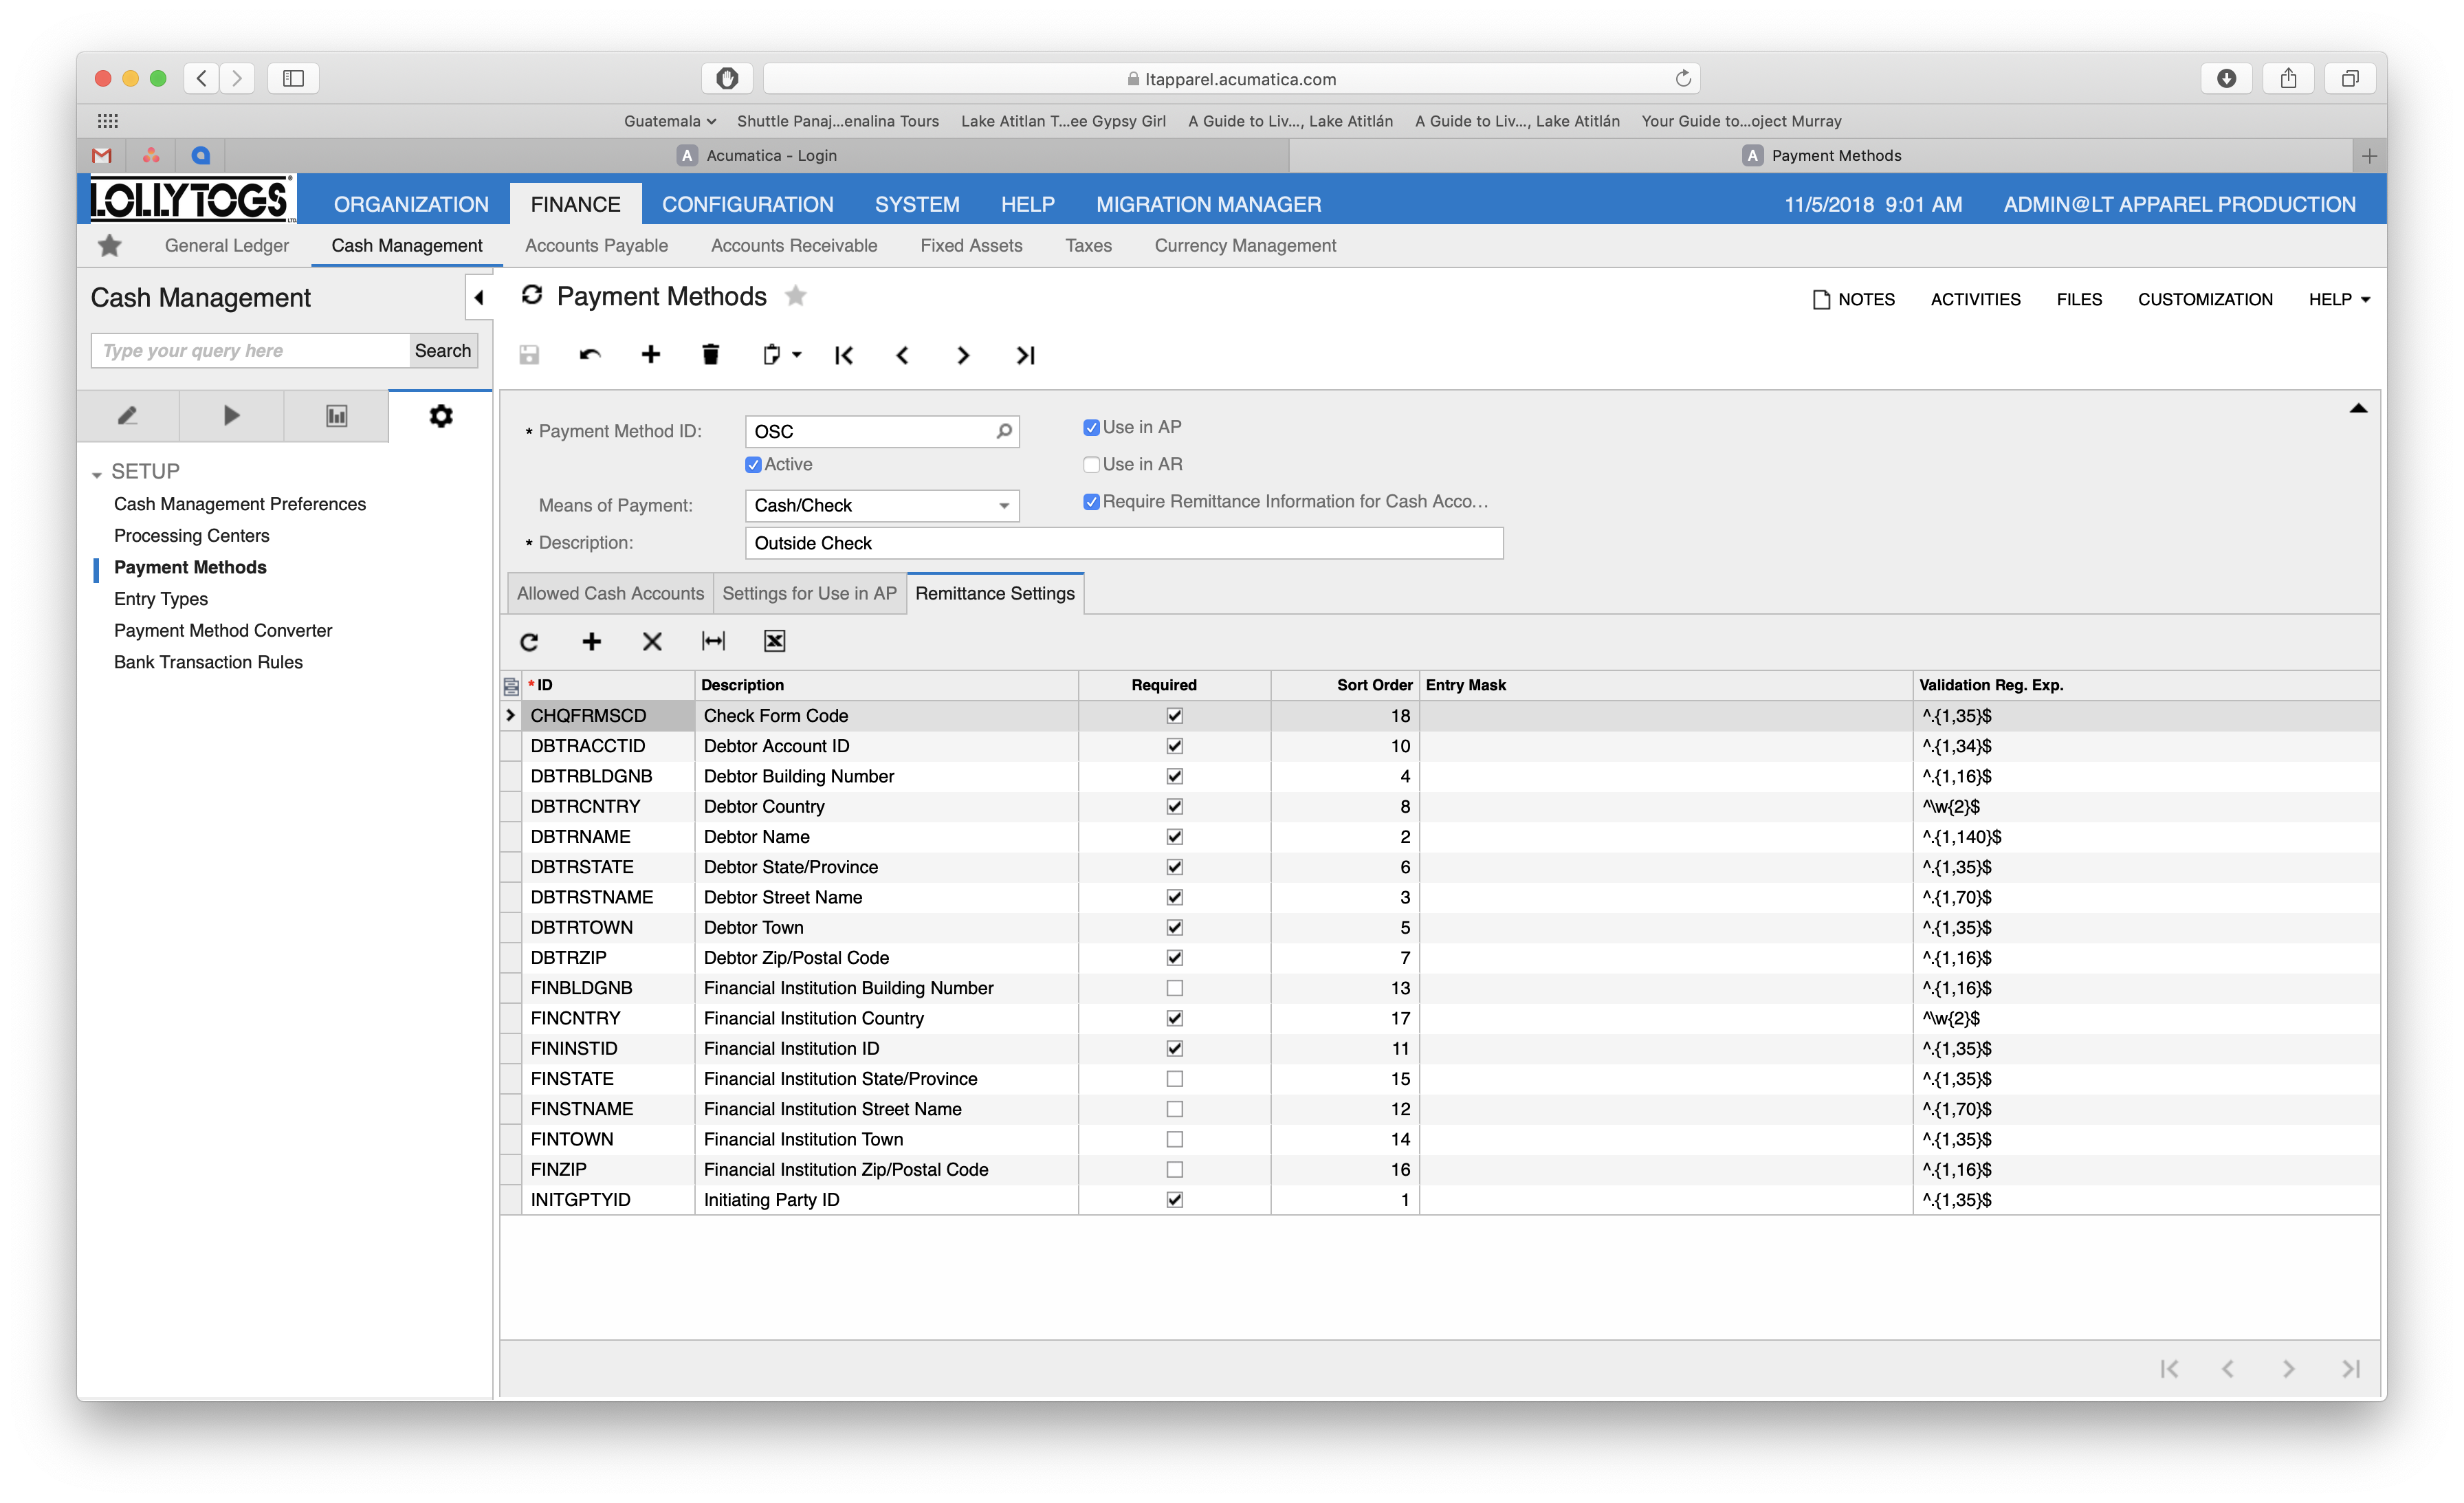 ltapparel.acumatica.com
Guatemala Shuttle Panaj...enalina Tours Lake Atitlan T...ee Gypsy Girl A Guide to Liv..., Lake Atitlán A Guide to Liv..., Lake Atitlán Your Guide to...oject Murray
A Acumatica - Login A Payment Methods
LOLLYTOGS LTD. ORGANIZATION FINANCE CONFIGURATION SYSTEM HELP MIGRATION MANAGER 11/5/2018 9:01 AM ADMIN@LT APPAREL PRODUCTION
General Ledger Cash Management Accounts Payable Accounts Receivable Fixed Assets Taxes Currency Management
Cash Management Payment Methods NOTES ACTIVITIES FILES CUSTOMIZATION HELP
Type your query here Search
* Payment Method ID: OSC Use in AP
Active Use in AR
Means of Payment: Cash/Check Require Remittance Information for Cash Acco...
* Description: Outside Check
SETUP
Cash Management Preferences
Processing Centers
Payment Methods
Entry Types
Payment Method Converter
Bank Transaction Rules
Allowed Cash Accounts Settings for Use in AP Remittance Settings
* ID Description Required Sort Order Entry Mask Validation Reg. Exp.
CHQFRMSCD Check Form Code 18 ^.{1,35}$
DBTRACCTID Debtor Account ID 10 ^.{1,34}$
DBTRBLDGNB Debtor Building Number 4 ^.{1,16}$
DBTRCNTRY Debtor Country 8 ^\w{2}$
DBTRNAME Debtor Name 2 ^.{1,140}$
DBTRSTATE Debtor State/Province 6 ^.{1,35}$
DBTRSTNAME Debtor Street Name 3 ^.{1,70}$
DBTRTOWN Debtor Town 5 ^.{1,35}$
DBTRZIP Debtor Zip/Postal Code 7 ^.{1,16}$
FINBLDGNB Financial Institution Building Number 13 ^.{1,16}$
FINCNTRY Financial Institution Country 17 ^\w{2}$
FININSTID Financial Institution ID 11 ^.{1,35}$
FINSTATE Financial Institution State/Province 15 ^.{1,35}$
FINSTNAME Financial Institution Street Name 12 ^.{1,70}$
FINTOWN Financial Institution Town 14 ^.{1,35}$
FINZIP Financial Institution Zip/Postal Code 16 ^.{1,16}$
INITGPTYID Initiating Party ID 1 ^.{1,35}$